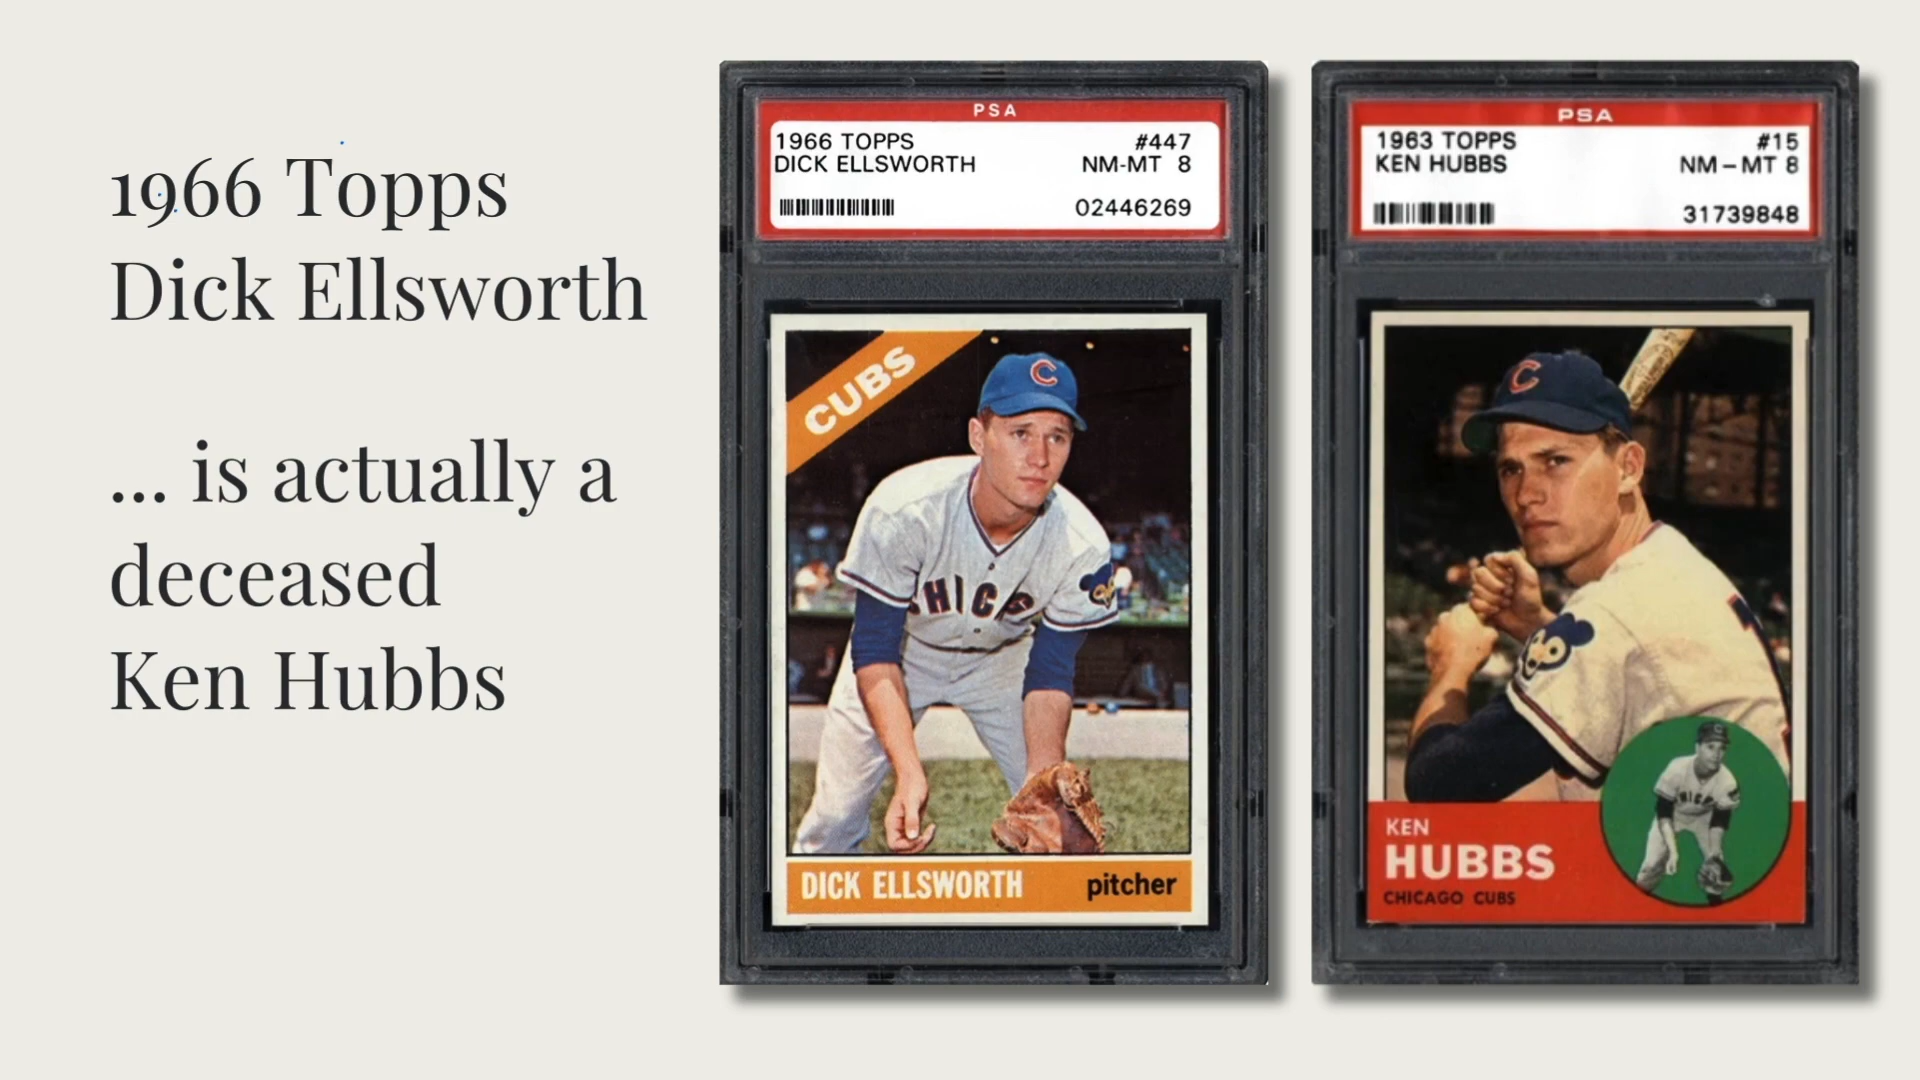 1966 Topps
Dick Ellsworth
... is actually a
deceased
Ken Hubbs
PSA
1966 TOPPS #447
DICK ELLSWORTH NM-MT 8
02446269
CUBS
C
CHICA
DICK ELLSWORTH pitcher
PSA
1963 TOPPS #15
KEN HUBBS NM-MT 8
31739848
C
KEN
HUBBS
CHICAGO CUBS